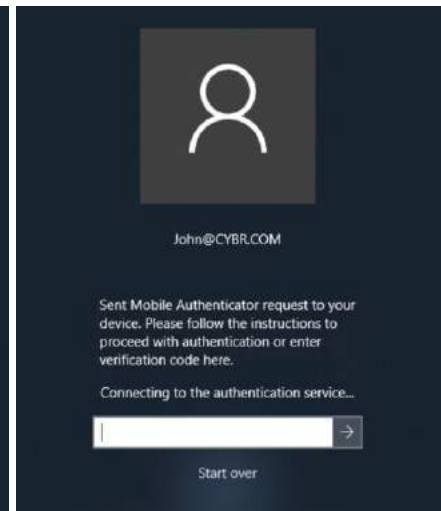 John@CYBR.COM
Sent Mobile Authenticator request to your
device. Please follow the instructions to
proceed with authentication or enter
verification code here.
Connecting to the authentication service...
Start over